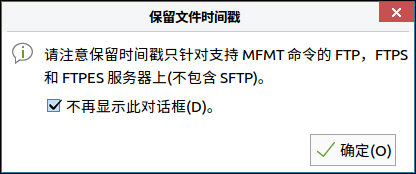 保留文件时间戳
请注意保留时间戳只针对支持 MFMT 命令的 FTP，FTPS
和 FTPES 服务器上(不包含 SFTP)。
不再显示此对话框(D)。
确定(O)